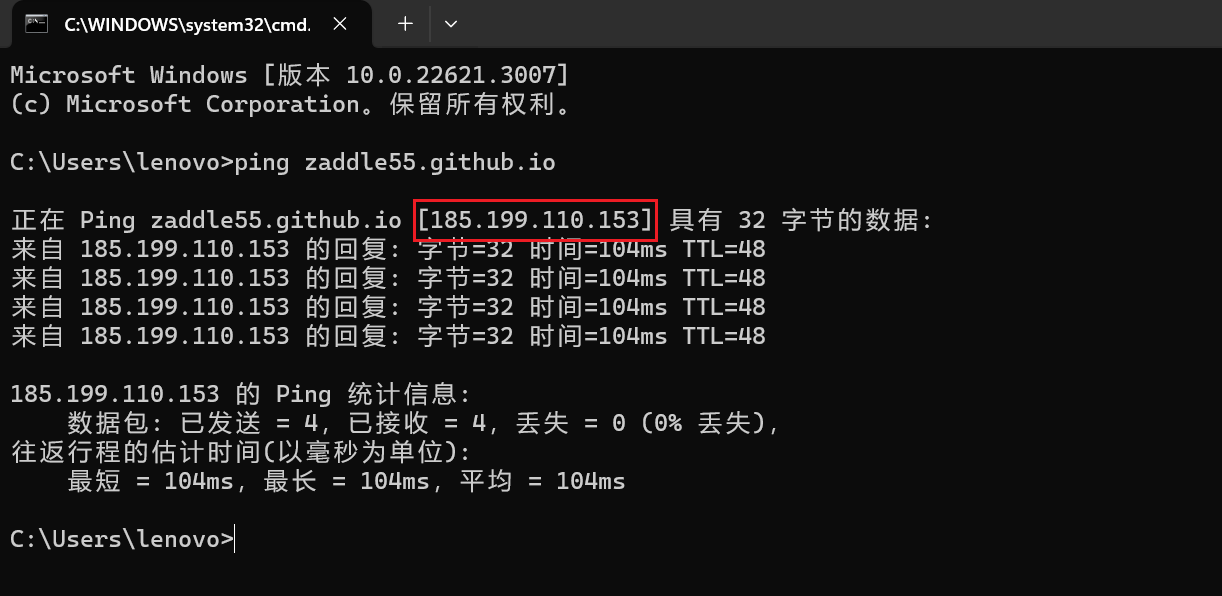 C:\WINDOWS\system32\cmd.
Microsoft Windows [版本 10.0.22621.3007]
(c) Microsoft Corporation。保留所有权利。
C:\Users\lenovo>ping zaddle55.github.io
正在 Ping zaddle55.github.io [185.199.110.153] 具有 32 字节的数据:
来自 185.199.110.153 的回复: 字节=32 时间=104ms TTL=48
来自 185.199.110.153 的回复: 字节=32 时间=104ms TTL=48
来自 185.199.110.153 的回复: 字节=32 时间=104ms TTL=48
来自 185.199.110.153 的回复: 字节=32 时间=104ms TTL=48
185.199.110.153 的 Ping 统计信息:
数据包: 已发送 = 4，已接收 = 4，丢失 = 0 (0% 丢失)，
往返行程的估计时间(以毫秒为单位):
最短 = 104ms，最长 = 104ms，平均 = 104ms
C:\Users\lenovo>